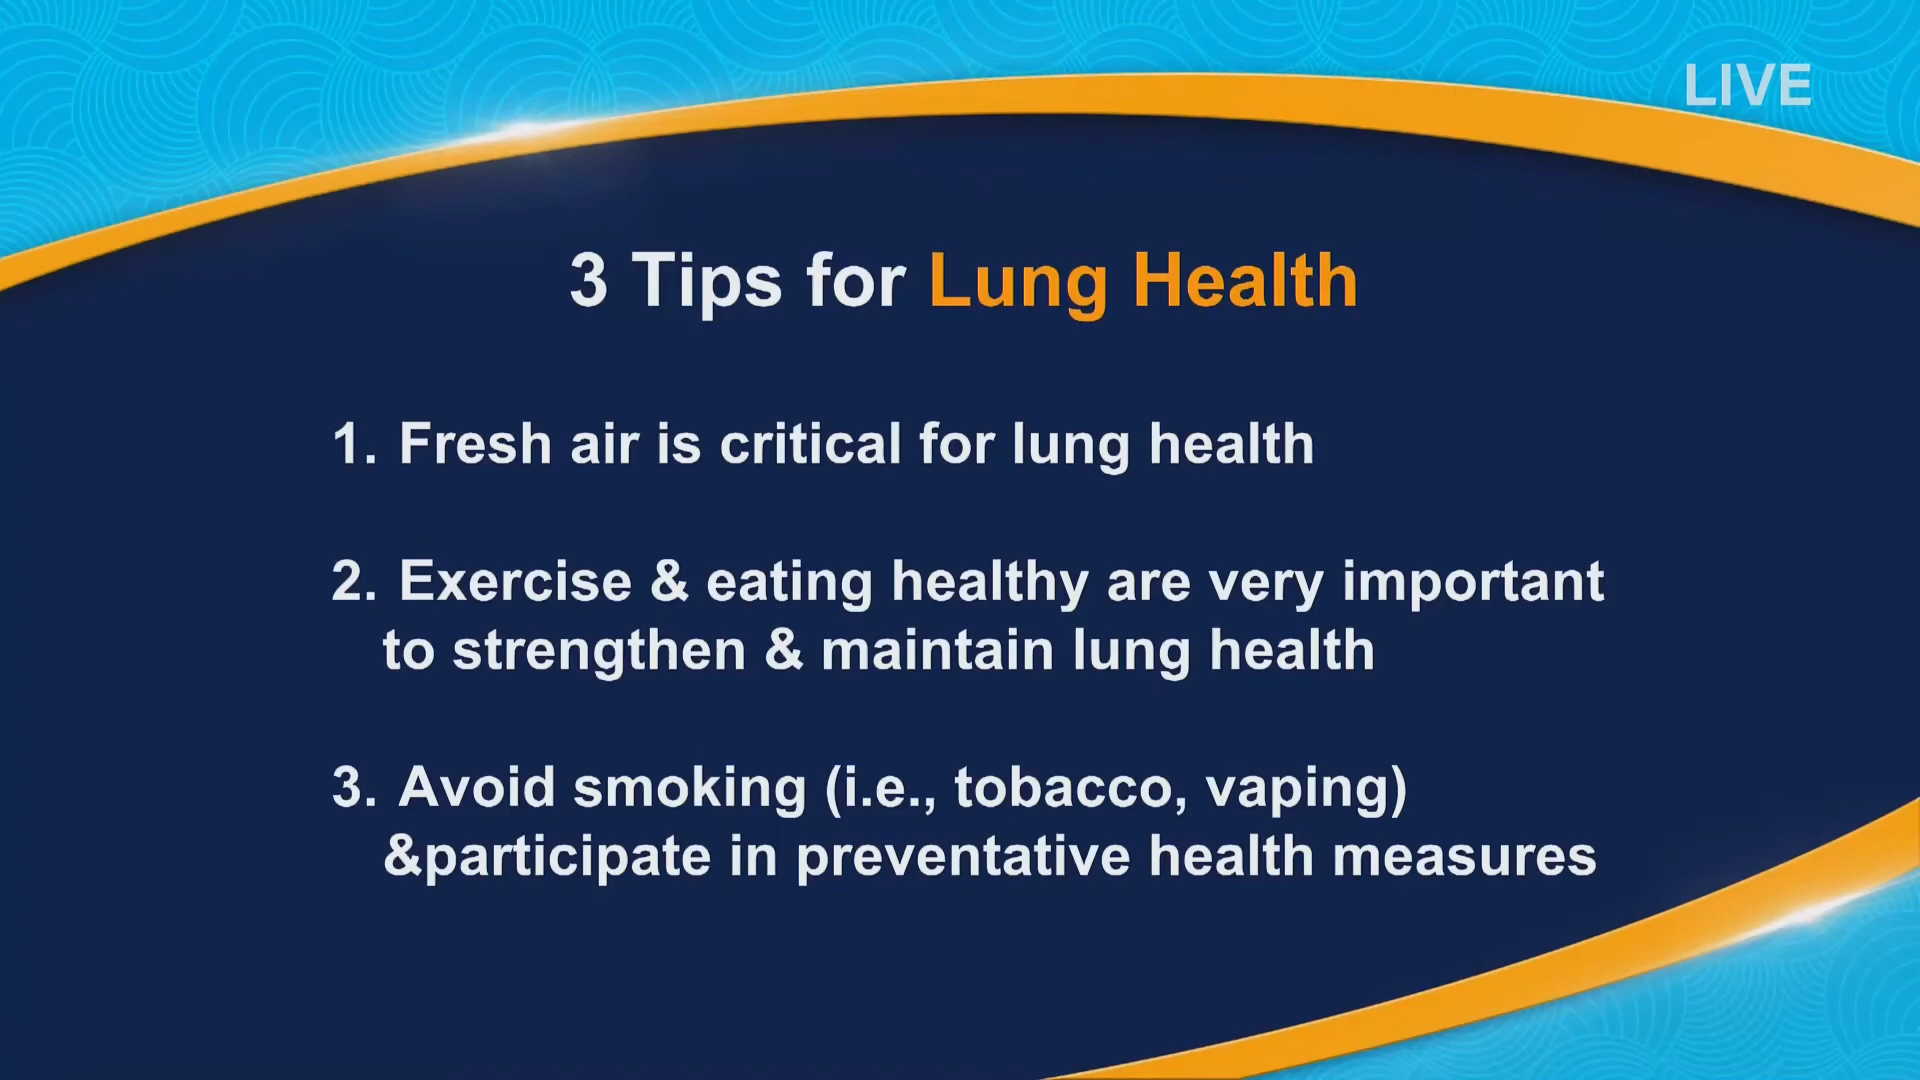 LIVE
3 Tips for Lung Health
1. Fresh air is critical for lung health
2. Exercise & eating healthy are very important
to strengthen & maintain lung health
3. Avoid smoking (i.e., tobacco, vaping)
&participate in preventative health measures